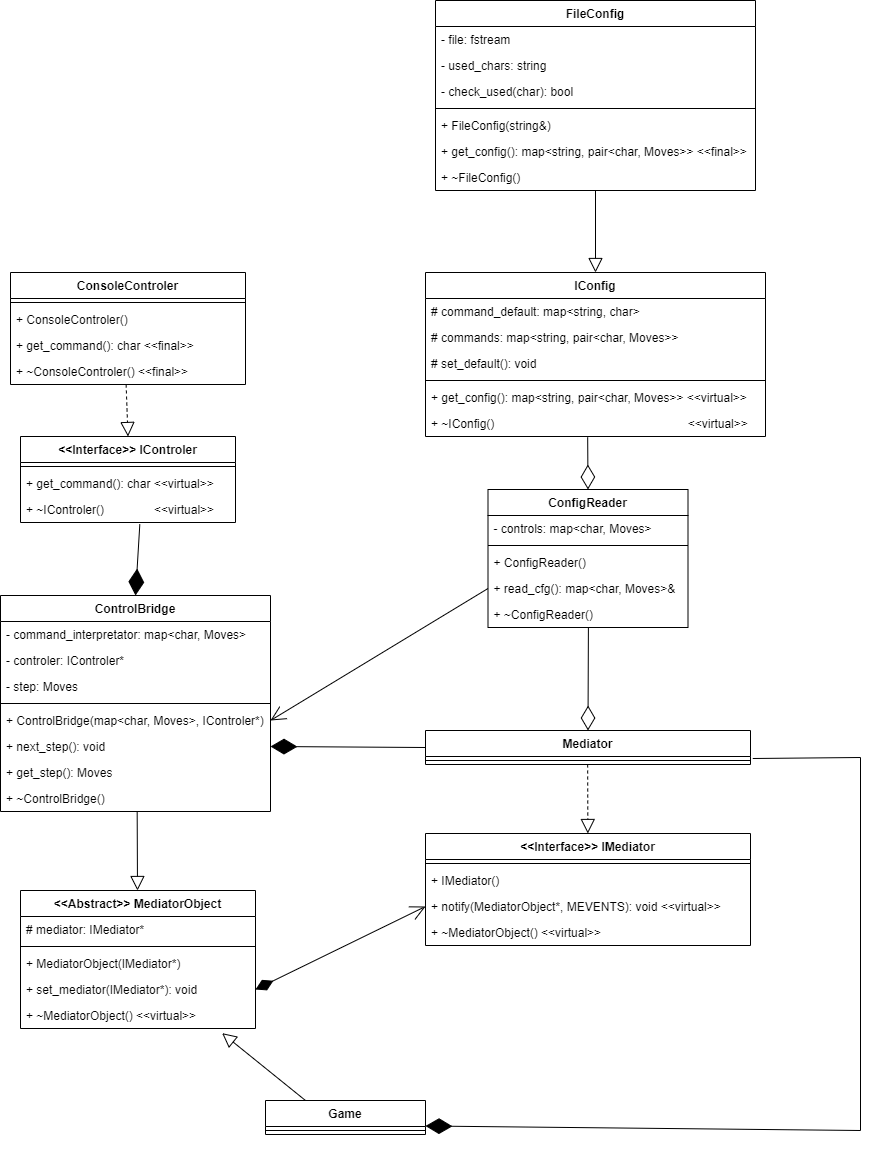 FileConfig
- file: fstream
- used_chars: string
- check_used(char): bool
+ FileConfig(string&)
+ get_config(): map<string, pair<char, Moves>> <<final>>
+ ~FileConfig()
ConsoleControler
+ ConsoleControler()
+ get_command(): char <<final>>
+ ~ConsoleControler() <<final>>
IConfig
# command_default: map<string, char>
# commands: map<string, pair<char, Moves>>
# set_default(): void
+ get_config(): map<string, pair<char, Moves>> <<virtual>>
+ ~IConfig() <<virtual>>
<<Interface>> IControler
+ get_command(): char <<virtual>>
+ ~IControler() <<virtual>>
ConfigReader
- controls: map<char, Moves>
+ ConfigReader()
+ read_cfg(): map<char, Moves>&
+ ~ConfigReader()
ControlBridge
- command_interpretator: map<char, Moves>
- controler: IControler*
- step: Moves
+ ControlBridge(map<char, Moves>, IControler*)
+ next_step(): void
+ get_step(): Moves
+ ~ControlBridge()
Mediator
<<Interface>> IMediator
+ IMediator()
+ notify(MediatorObject*, MEVENTS): void <<virtual>>
+ ~MediatorObject() <<virtual>>
<<Abstract>> MediatorObject
# mediator: IMediator*
+ MediatorObject(IMediator*)
+ set_mediator(IMediator*): void
+ ~MediatorObject() <<virtual>>
Game